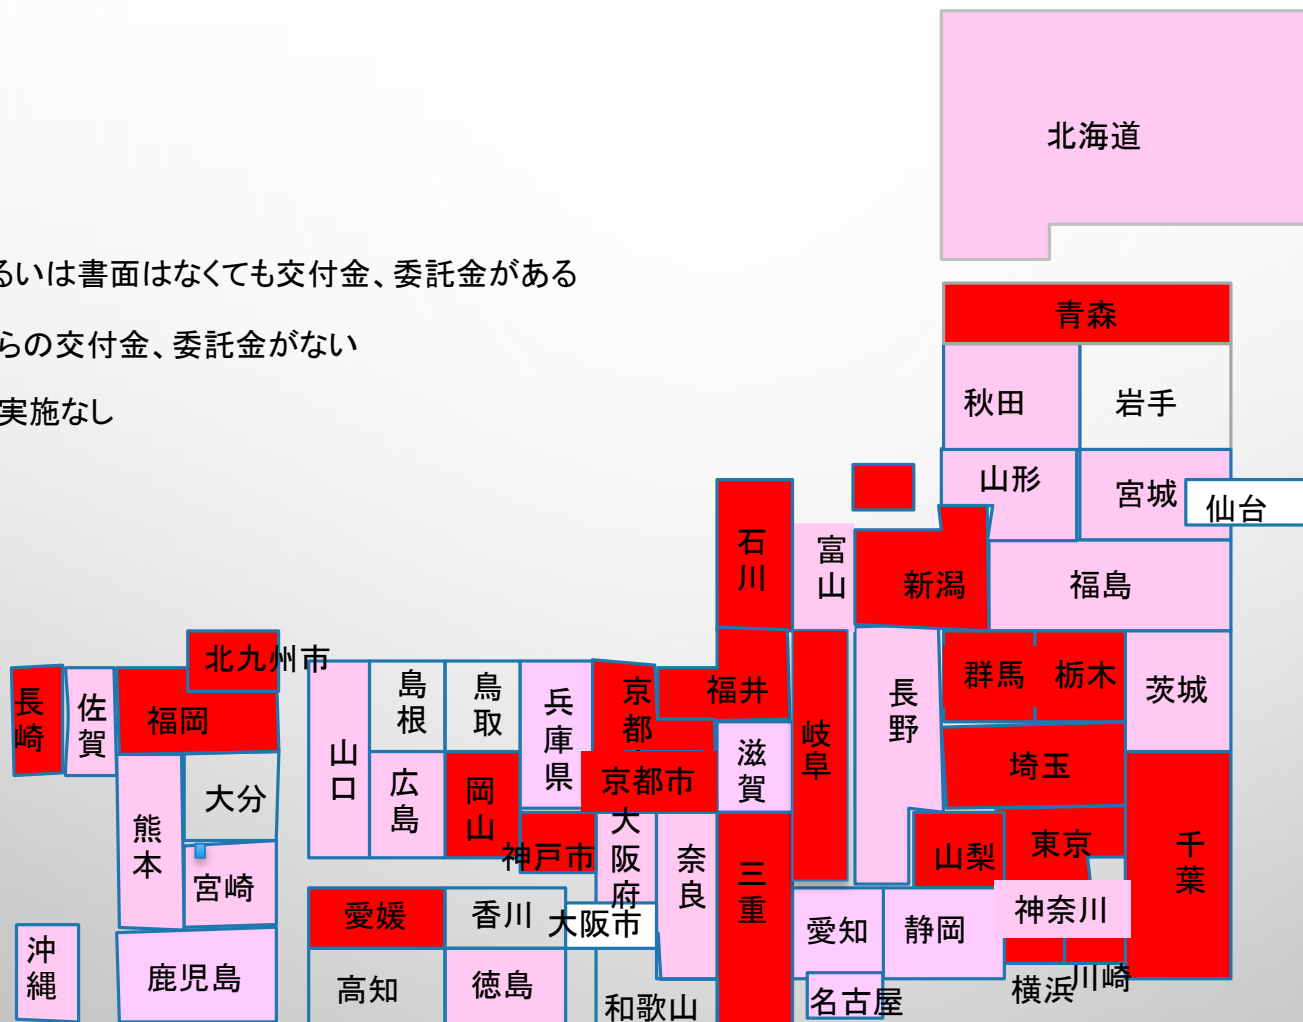 北海道
るいは書面はなくても交付金、委託金がある
青森
らの交付金、委託金がない
秋田
岩手
実施なし
山形
宮城
仙台
石川
富山
新潟
福島
北九州市
長崎
佐賀
福岡
島根
鳥取
兵庫県
京都
福井
長野
群馬
栃木
茨城
山口
滋賀
岐阜
埼玉
大分
広島
岡山
京都市
熊本
神戸市
大阪府
奈良
三重
山梨
東京
千葉
宮崎
愛媛
香川
大阪市
愛知
静岡
神奈川
沖縄
鹿児島
高知
徳島
和歌山
名古屋
横浜
川崎